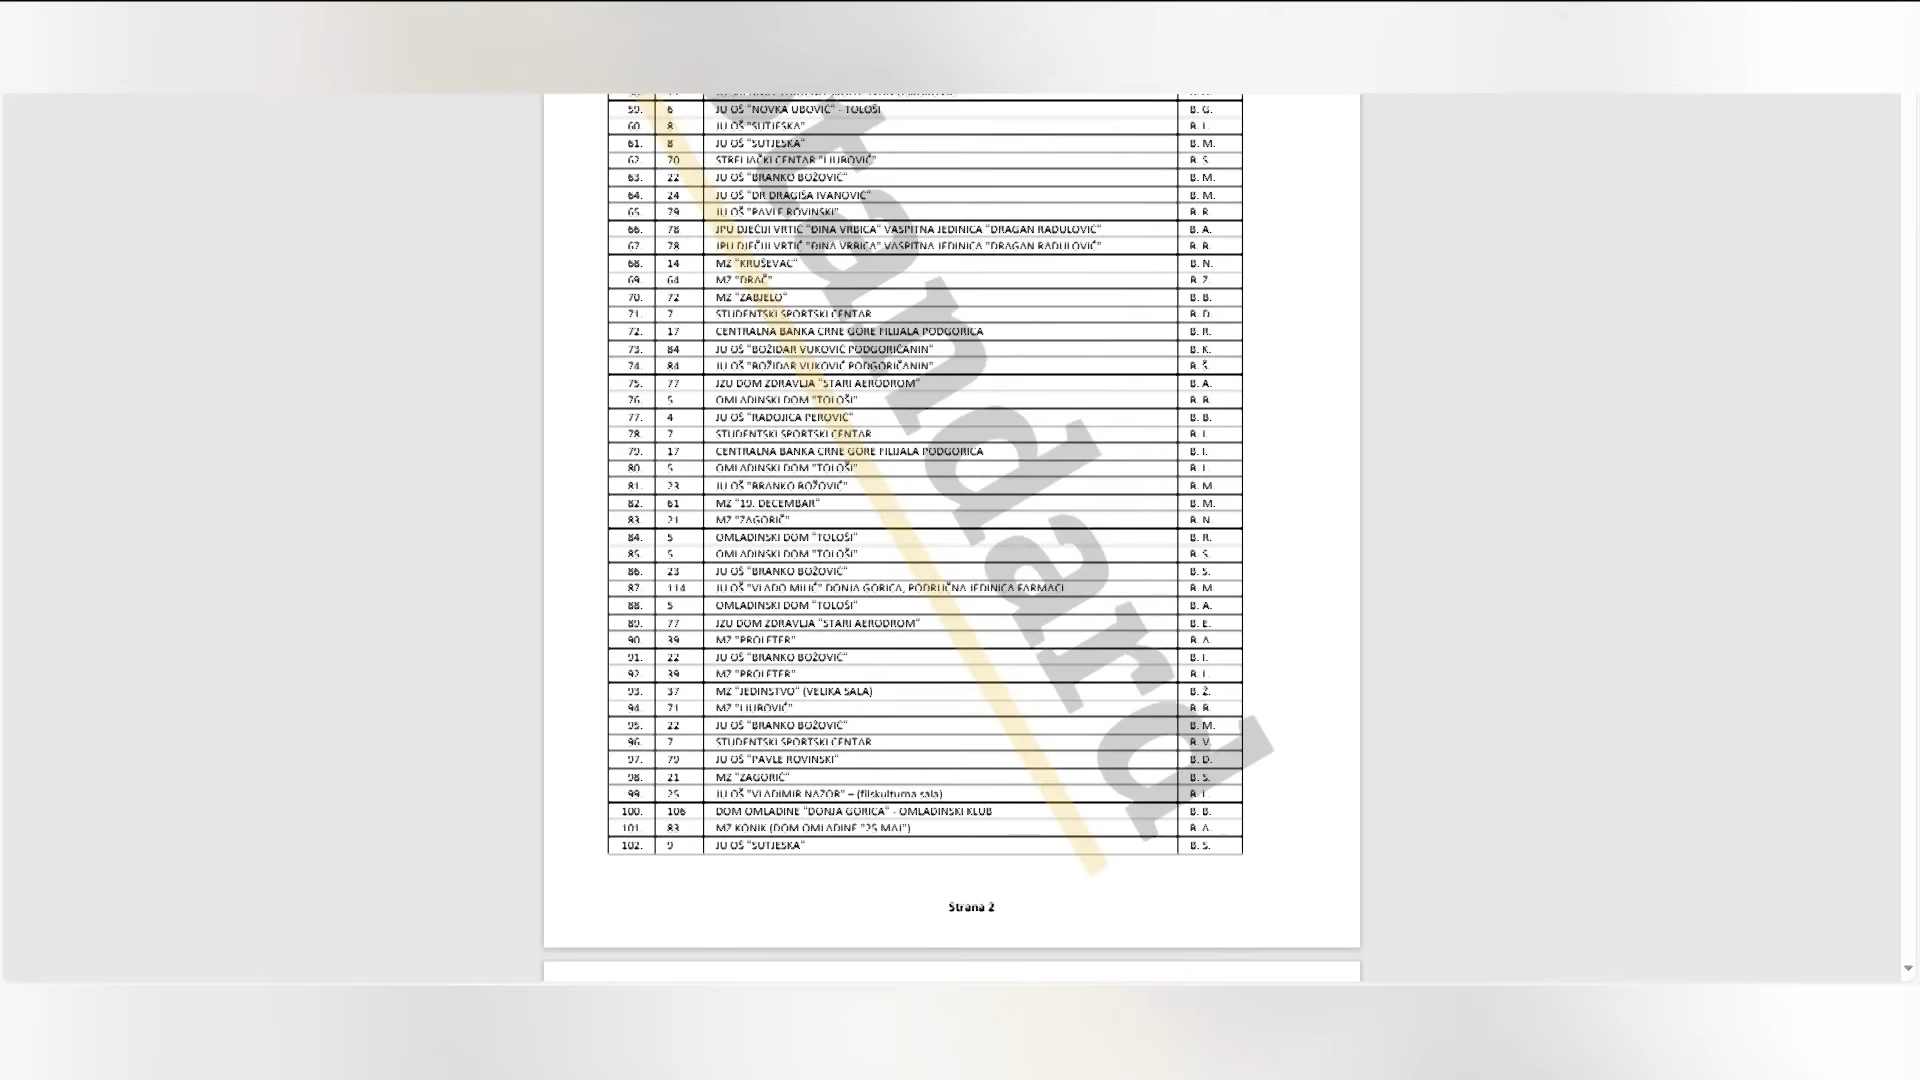 59. 6 JU OŠ "NOVKA UBOVIĆ" - TOLOŠI B. G.
60. 8 JU OŠ "SUTJESKA" B. L.
61. 8 JU OŠ "SUTJESKA" B. M.
62. 70 STRELJAČKI CENTAR "LJUBOVIĆ" B. S.
63. 22 JU OŠ "BRANKO BOŽOVIĆ" B. M.
64. 24 JU OŠ "DR DRAGIŠA IVANOVIĆ" B. M.
65. 79 JU OŠ "PAVLE ROVINSKI" B. R.
66. 78 JPU DJEČIJI VRTIĆ "ĐINA VRBICA" VASPITNA JEDINICA "DRAGAN RADULOVIĆ" B. A.
67. 78 JPU DJEČIJI VRTIĆ "ĐINA VRBICA" VASPITNA JEDINICA "DRAGAN RADULOVIĆ" B. B.
68. 14 MZ "KRUŠEVAC" B. N.
69. 64 MZ "DRAČ" B. Z.
70. 72 MZ "ZABJELO" B. B.
71. 7 STUDENTSKI SPORTSKI CENTAR B. D.
72. 17 CENTRALNA BANKA CRNE GORE FILIJALA PODGORICA B. R.
73. 84 JU OŠ "BOŽIDAR VUKOVIĆ PODGORIČANIN" B. K.
74. 84 JU OŠ "BOŽIDAR VUKOVIĆ PODGORIČANIN" B. Š.
75. 77 JZU DOM ZDRAVLJA "STARI AERODROM" B. A.
76. 5 OMLADINSKI DOM "TOLOŠI" B. B.
77. 4 JU OŠ "RADOJICA PEROVIĆ" B. B.
78. 7 STUDENTSKI SPORTSKI CENTAR B.
79. 17 CENTRALNA BANKA CRNE GORE FILIJALA PODGORICA B. I.
80. 5 OMLADINSKI DOM "TOLOŠI" B. L.
81. 23 JU OŠ "BRANKO BOŽOVIĆ" B. M.
82. 61 MZ "19. DECEMBAR" B. M.
83. 21 MZ "ZAGORIČ" B. N.
84. 5 OMLADINSKI DOM "TOLOŠI" B. R.
85. 5 OMLADINSKI DOM "TOLOŠI" B. S.
86. 23 JU OŠ "BRANKO BOŽOVIĆ" B. S.
87. 114 JU OŠ "VLADO MILIĆ" DONJA GORICA, PODRUČNA JEDINICA FARMACI B. M.
88. 5 OMLADINSKI DOM "TOLOŠI" B. A.
89. 77 JZU DOM ZDRAVLJA "STARI AERODROM" B. E.
90. 39 MZ "PROLETER" B. A.
91. 22 JU OŠ "BRANKO BOŽOVIĆ" B. I.
92. 39 MZ "PROLETER" B.
93. 37 MZ "JEDINSTVO" (VELIKA SALA) B. Ž.
94. 71 MZ "LJUBOVIĆ" B. B.
95. 22 JU OŠ "BRANKO BOŽOVIĆ" B. M.
96. 7 STUDENTSKI SPORTSKI CENTAR B. V.
97. 79 JU OŠ "PAVLE ROVINSKI" B. D.
98. 21 MZ "ZAGORIČ" B. S.
99. 25 JU OŠ "VLADIMIR NAZOR" – (fiskulturna sala) B.
100. 106 DOM OMLADINE "DONJA GORICA" - OMLADINSKI KLUB B. B.
101. 83 MZ KONIK (DOM OMLADINE "25 MAJ") B. A.
102. 9 JU OŠ "SUTJESKA" B. S.
Strana 2
tandard